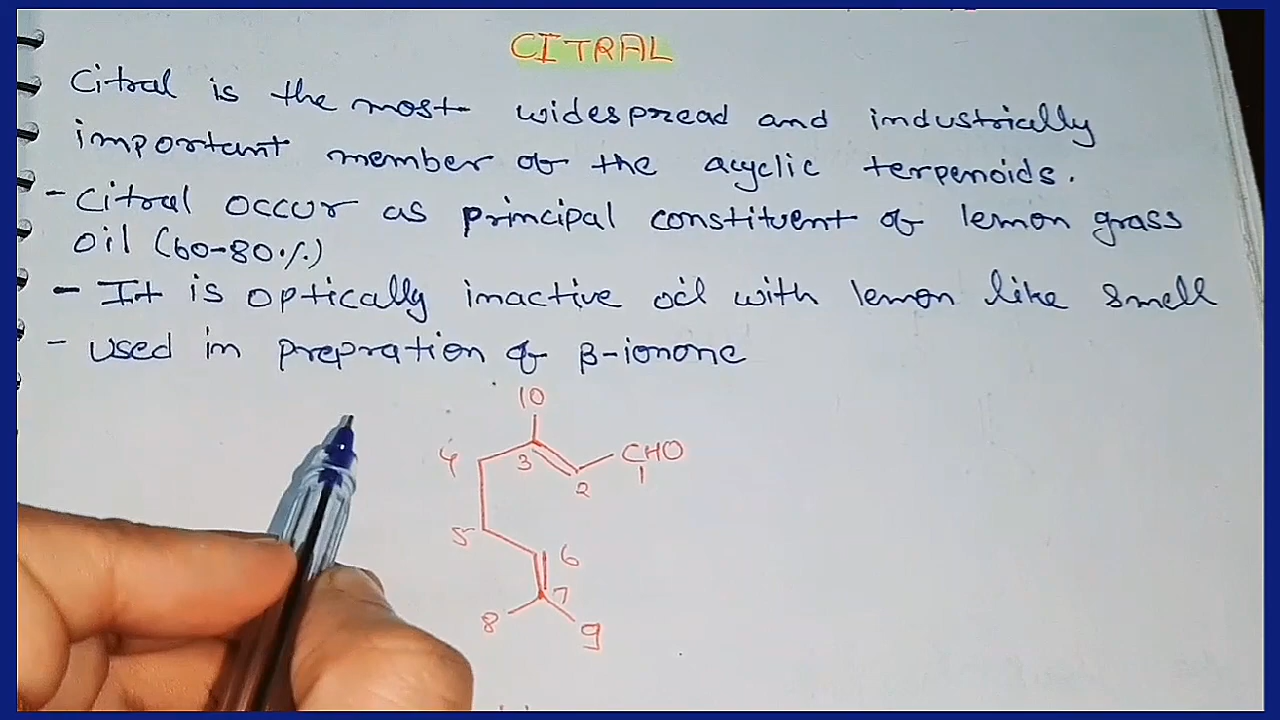 CITRAL
Citral is the most widespread and industrially
important member of the acyclic terpenoids.
- Citral occur as principal constituent of lemon grass
oil (60-80%)
- It is optically inactive oil with lemon like smell
- used in prepration of β-ionone
10
4 3 CHO
2 1
5 6
7
8 9